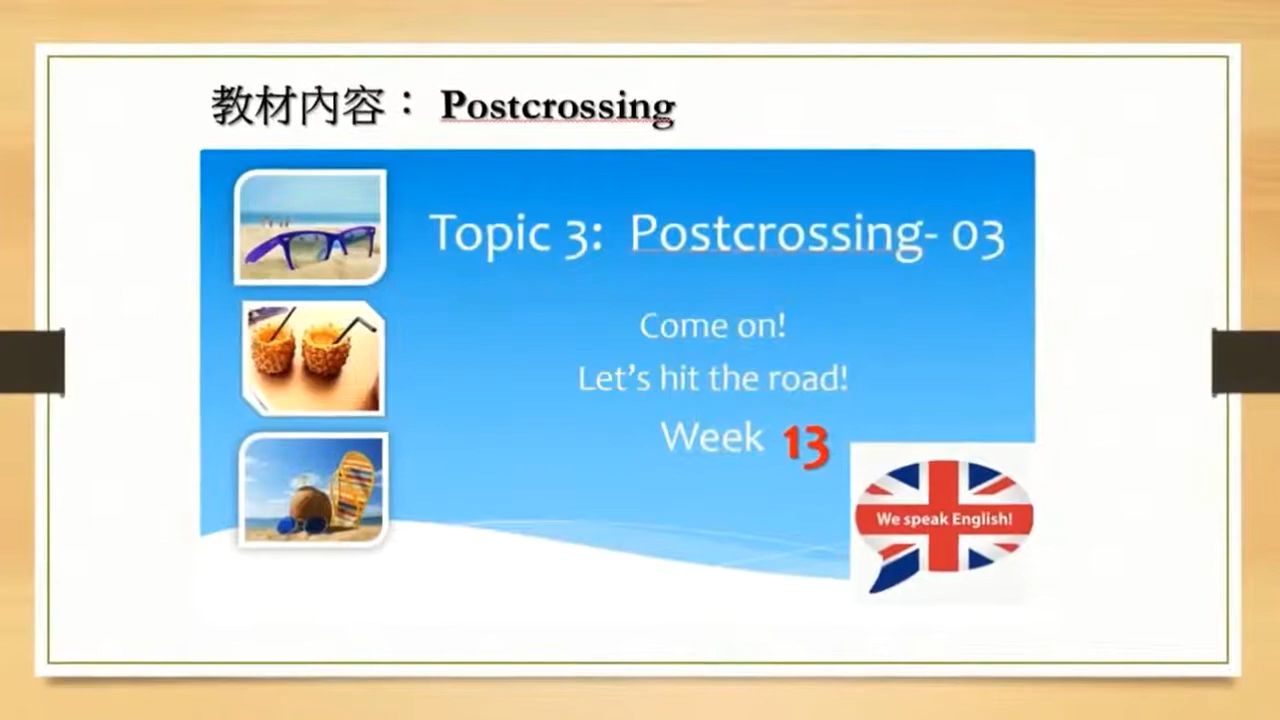 教材內容： Postcrossing
Topic 3: Postcrossing- 03
Come on!
Let's hit the road!
Week 13
We speak English!